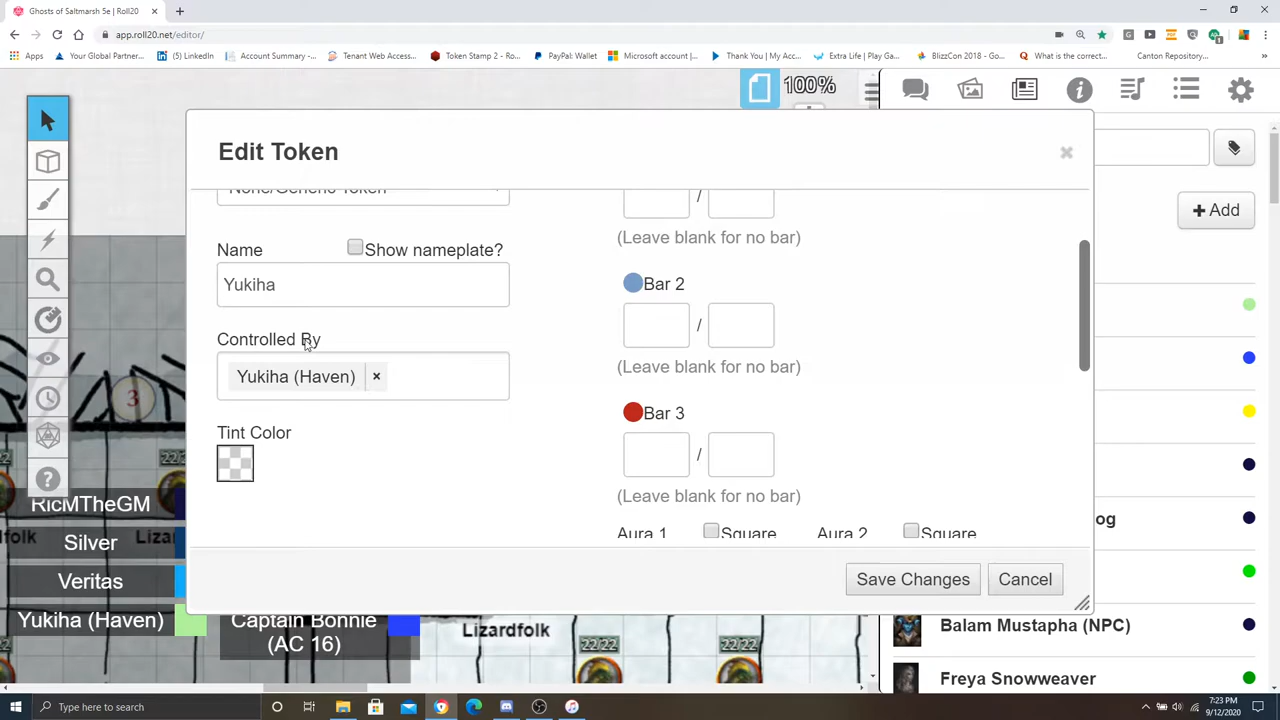 Ghosts of Saltmarsh 5e | Roll20
app.roll20.net/editor/
Apps
Your Global Partner...
(5) LinkedIn
Account Summary -...
Tenant Web Access...
Token Stamp 2 - Ro...
PayPal: Wallet
Microsoft account |...
Thank You | My Acc...
Extra Life | Play Ga...
BlizzCon 2018 - Goo...
What is the correct...
Canton Repository...
»
100%
Edit Token
×
+ Add
None/Generic Token
/
(Leave blank for no bar)
Name
Show nameplate?
Yukiha
Bar 2
/
(Leave blank for no bar)
Controlled By
Yukiha (Haven) ×
Bar 3
/
(Leave blank for no bar)
Tint Color
Aura 1
Square
Aura 2
Square
Save Changes
Cancel
3
22
RicMTheGM
Silver
Veritas
Yukiha (Haven)
Captain Bonnie
(AC 16)
Lizardfolk
22/22
22/22
og
Balam Mustapha (NPC)
Freya Snowweaver
Type here to search
7:23 PM
9/12/2020